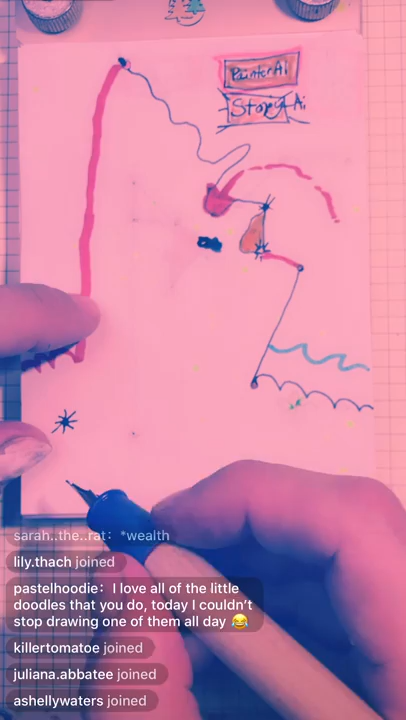 PainterAi
StoryAi
sarah..the..rat: *wealth
lily.thach joined
pastelhoodie: I love all of the little
doodles that you do, today I couldn't
stop drawing one of them all day 😂
killertomatoe joined
juliana.abbatee joined
ashellywaters joined